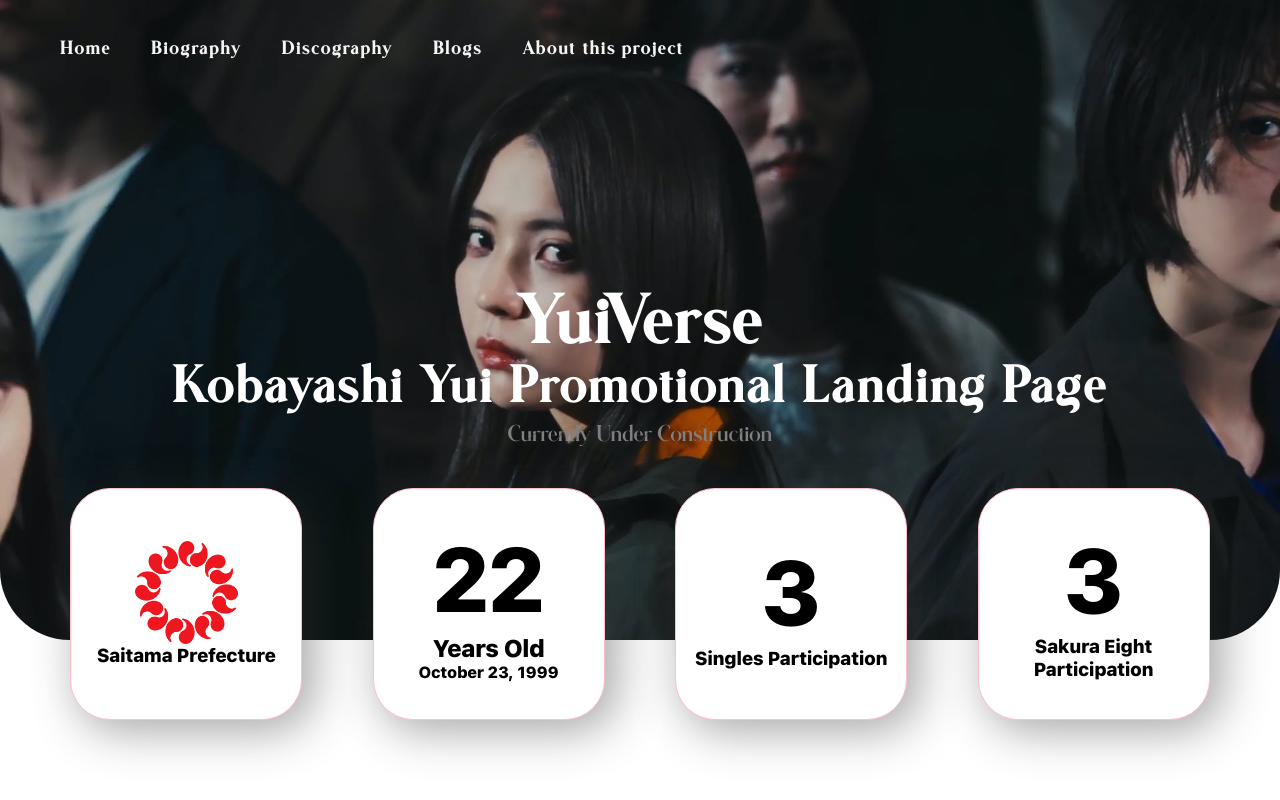 Home Biography Discography Blogs About this project
YuiVerse
Kobayashi Yui Promotional Landing Page
Currently Under Construction
Saitama Prefecture
22
Years Old
October 23, 1999
3
Singles Participation
3
Sakura Eight
Participation